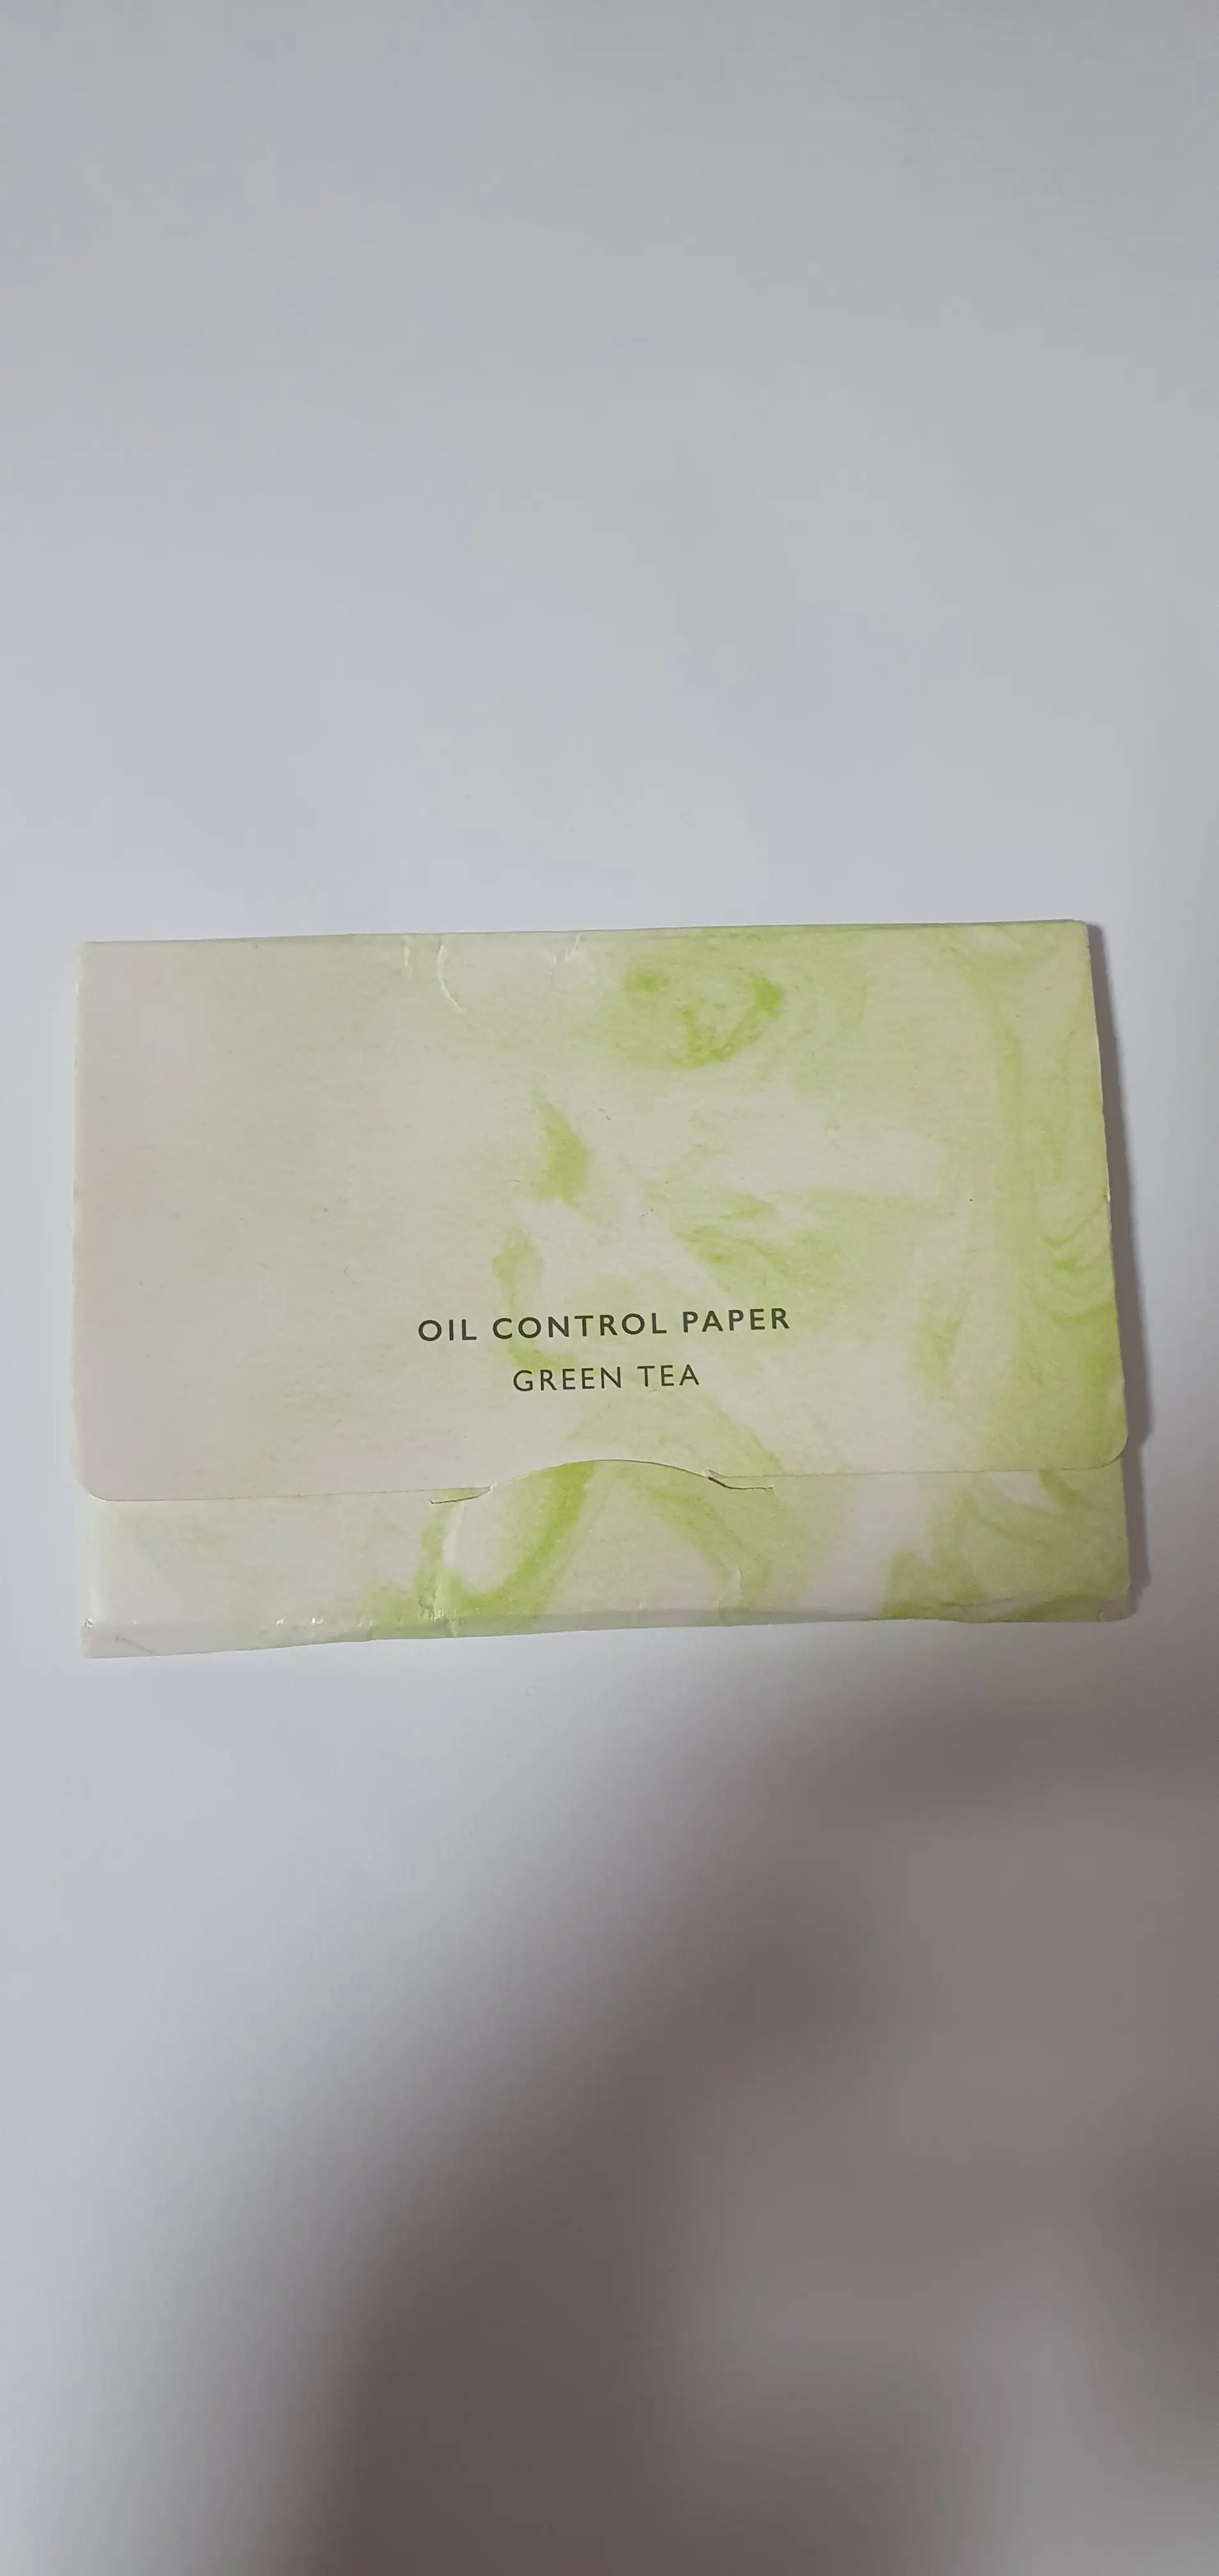 OIL CONTROL PAPER
GREEN TEA